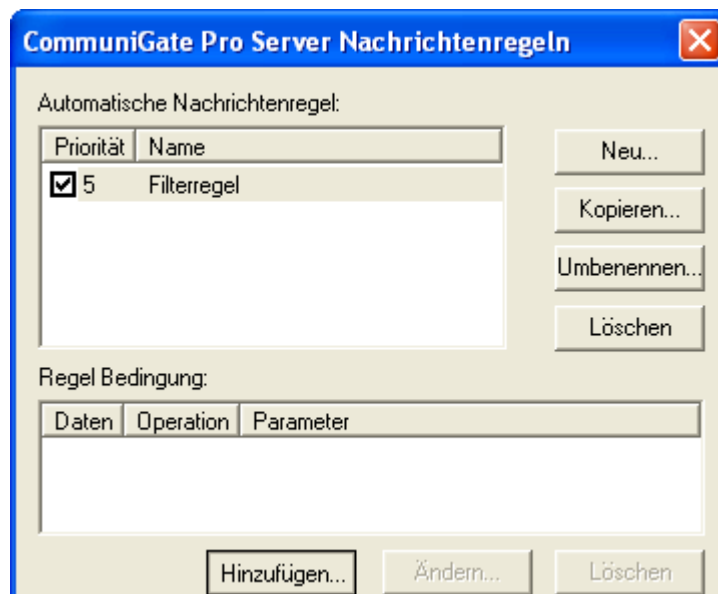 CommuniGate Pro Server Nachrichtenregeln
Automatische Nachrichtenregel:
Priorität Name
5 Filterregel
Neu...
Kopieren...
Umbenennen...
Löschen
Regel Bedingung:
Daten Operation Parameter
Hinzufügen... Ändern... Löschen